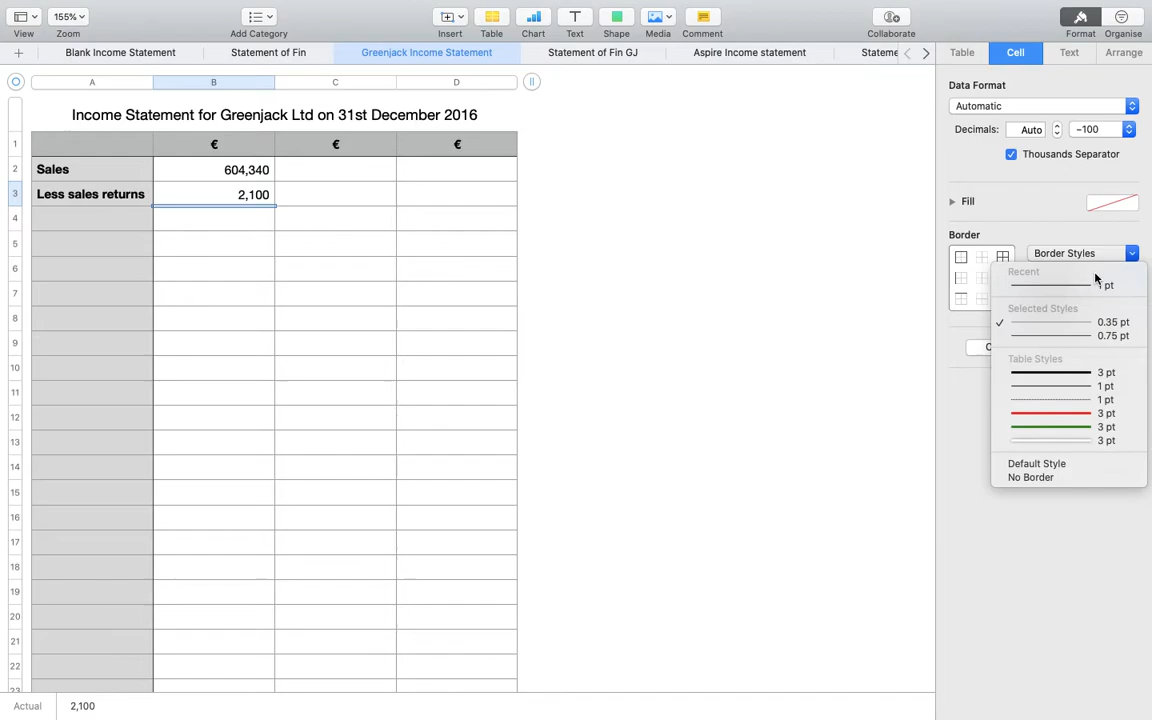 155%
View
Zoom
Add Category
Insert
Table
Chart
Text
Shape
Media
Comment
Collaborate
Format
Organise
Blank Income Statement
Statement of Fin
Greenjack Income Statement
Statement of Fin GJ
Aspire Income statement
Stateme
Table
Cell
Text
Arrange
A
B
C
D
Income Statement for Greenjack Ltd on 31st December 2016
1 € € €
2 Sales 604,340
3 Less sales returns 2,100
4
5
6
7
8
9
10
11
12
13
14
15
16
17
18
19
20
21
22
23
Data Format
Automatic
Decimals: Auto −100
Thousands Separator
Fill
Border
Border Styles
Recent
1 pt
Selected Styles
0.35 pt
0.75 pt
Table Styles
3 pt
1 pt
1 pt
3 pt
3 pt
3 pt
Default Style
No Border
Actual
2,100